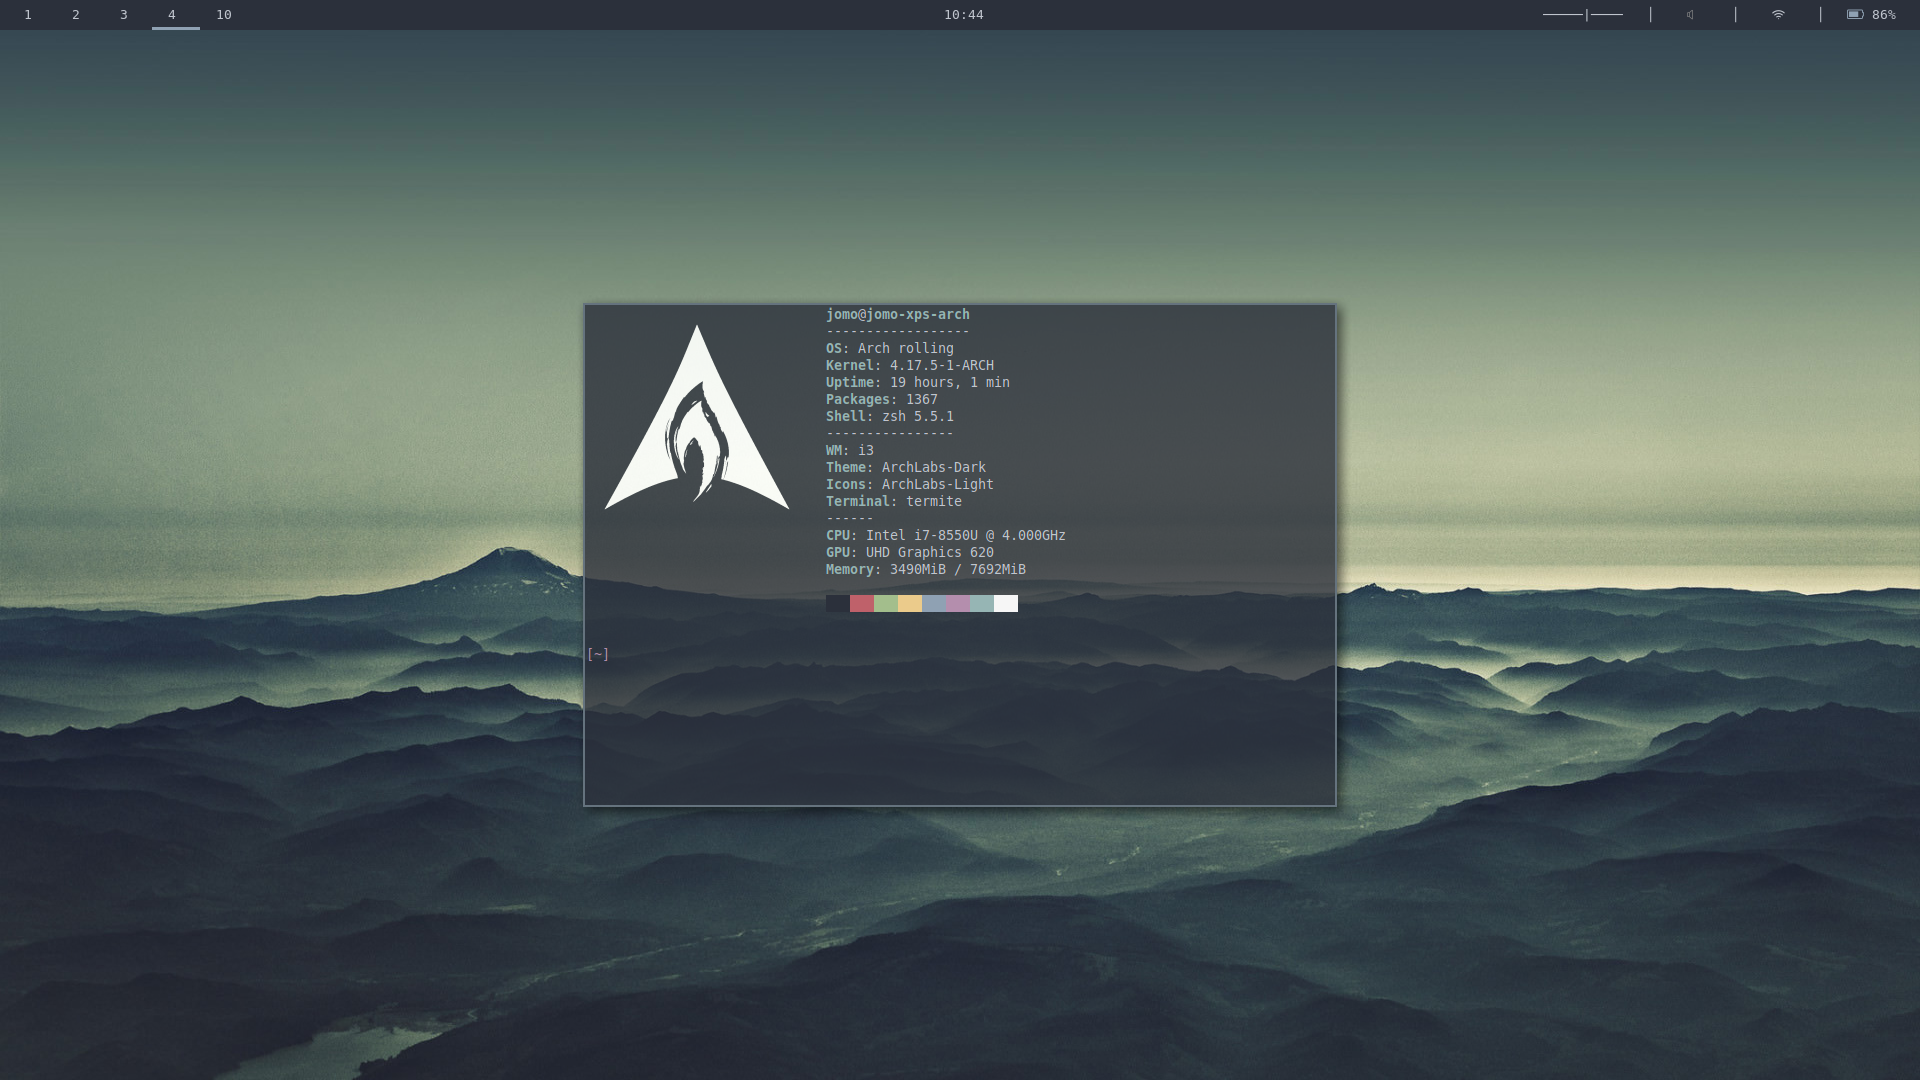 1 2 3 4 10 10:44 86%
jomo@jomo-xps-arch
------------------
OS: Arch rolling
Kernel: 4.17.5-1-ARCH
Uptime: 19 hours, 1 min
Packages: 1367
Shell: zsh 5.5.1
----------------
WM: i3
Theme: ArchLabs-Dark
Icons: ArchLabs-Light
Terminal: termite
------
CPU: Intel i7-8550U @ 4.000GHz
GPU: UHD Graphics 620
Memory: 3490MiB / 7692MiB
[~]